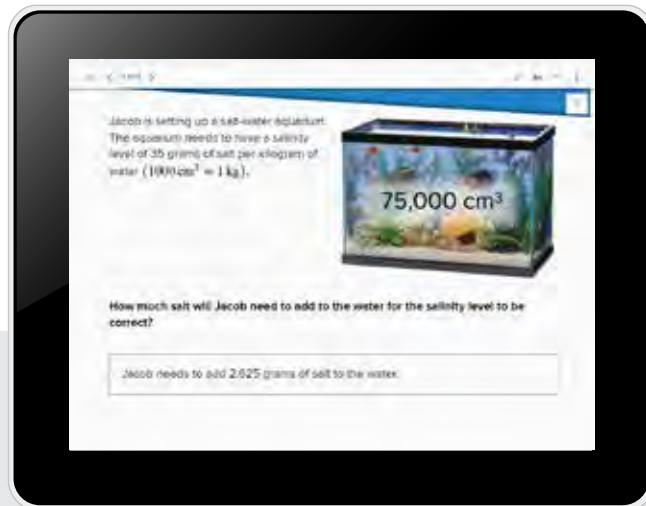 Jacob is setting up a salt-water aquarium.
The aquarium needs to have a salinity
level of 35 grams of salt per kilogram of
water (1000 cm³ = 1 kg).
75,000 cm³
How much salt will Jacob need to add to the water for the salinity level to be
correct?
Jacob needs to add 2,625 grams of salt to the water.